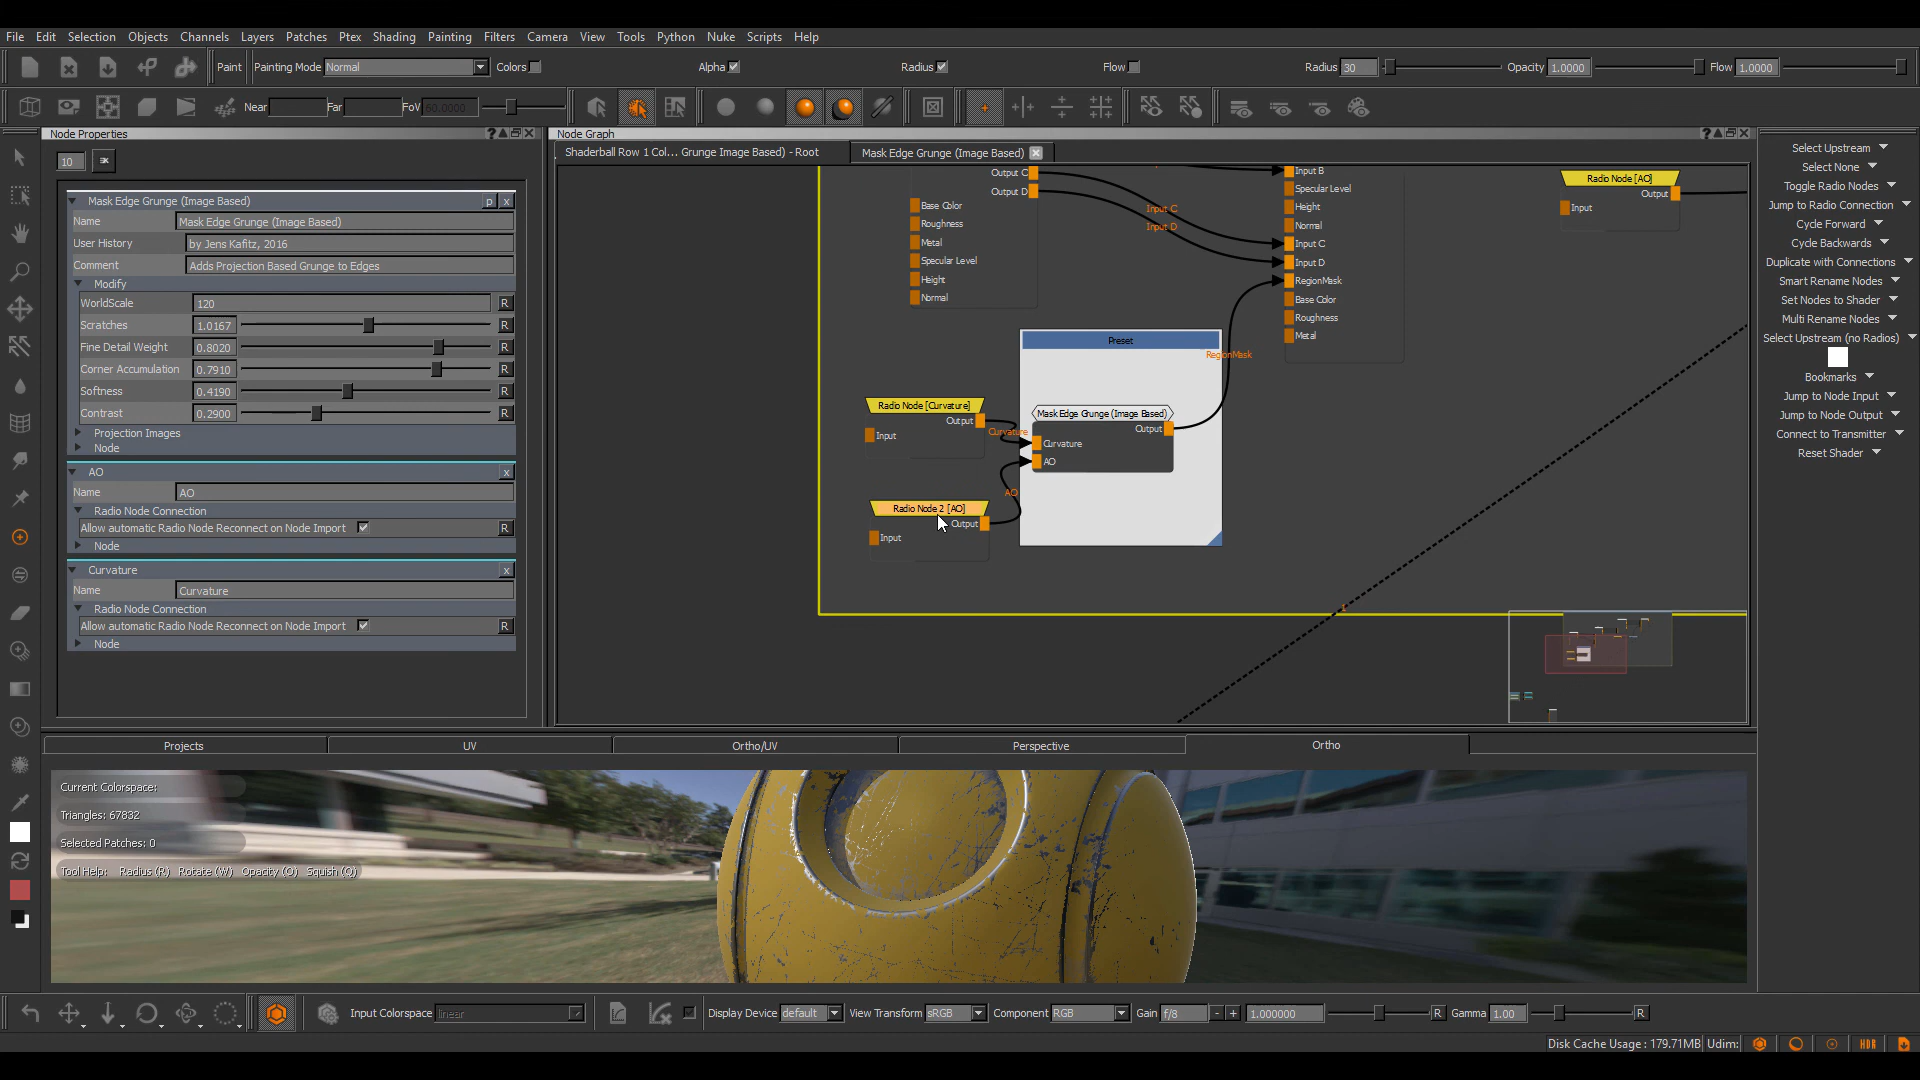 File Edit Selection Objects Channels Layers Patches Ptex Shading Painting Filters Camera View Tools Python Nuke Scripts Help
Paint Painting Mode Normal Colors Alpha Radius Flow Radius 30 Opacity 1.0000 Flow 1.0000
Near Far FoV 60.0000
Node Properties
10
Mask Edge Grunge (Image Based) p x
Name Mask Edge Grunge (Image Based)
User History by Jens Kafitz, 2016
Comment Adds Projection Based Grunge to Edges
Modify
WorldScale 120 R
Scratches 1.0167 R
Fine Detail Weight 0.8020 R
Corner Accumulation 0.7910 R
Softness 0.4190 R
Contrast 0.2900 R
Projection Images
Node
AO x
Name AO
Radio Node Connection
Allow automatic Radio Node Reconnect on Node Import R
Node
Curvature x
Name Curvature
Radio Node Connection
Allow automatic Radio Node Reconnect on Node Import R
Node
Node Graph
Shaderball Row 1 Col... Grunge Image Based) - Root
Mask Edge Grunge (Image Based)
Output C
Output D
Base Color
Roughness
Metal
Specular Level
Height
Normal
Input C
Input D
Input B
Specular Level
Height
Normal
Input C
Input D
RegionMask
Base Color
Roughness
Metal
RegionMask
Radio Node [AO]
Output
Input
Preset
Radio Node [Curvature]
Output
Input
Curvature
Mask Edge Grunge (Image Based)
Output
Curvature
AO
AO
Radio Node 2 [AO]
Output
Input
Select Upstream
Select None
Toggle Radio Nodes
Jump to Radio Connection
Cycle Forward
Cycle Backwards
Duplicate with Connections
Smart Rename Nodes
Set Nodes to Shader
Multi Rename Nodes
Select Upstream (no Radios)
Bookmarks
Jump to Node Input
Jump to Node Output
Connect to Transmitter
Reset Shader
Projects UV Ortho/UV Perspective Ortho
Current Colorspace:
Triangles: 67832
Selected Patches: 0
Tool Help: Radius (R) Rotate (W) Opacity (O) Squish (Q)
Input Colorspace linear Display Device default View Transform sRGB Component RGB Gain f/8 - + 1.000000 R Gamma 1.00 R
Disk Cache Usage : 179.71MB Udim: HDR